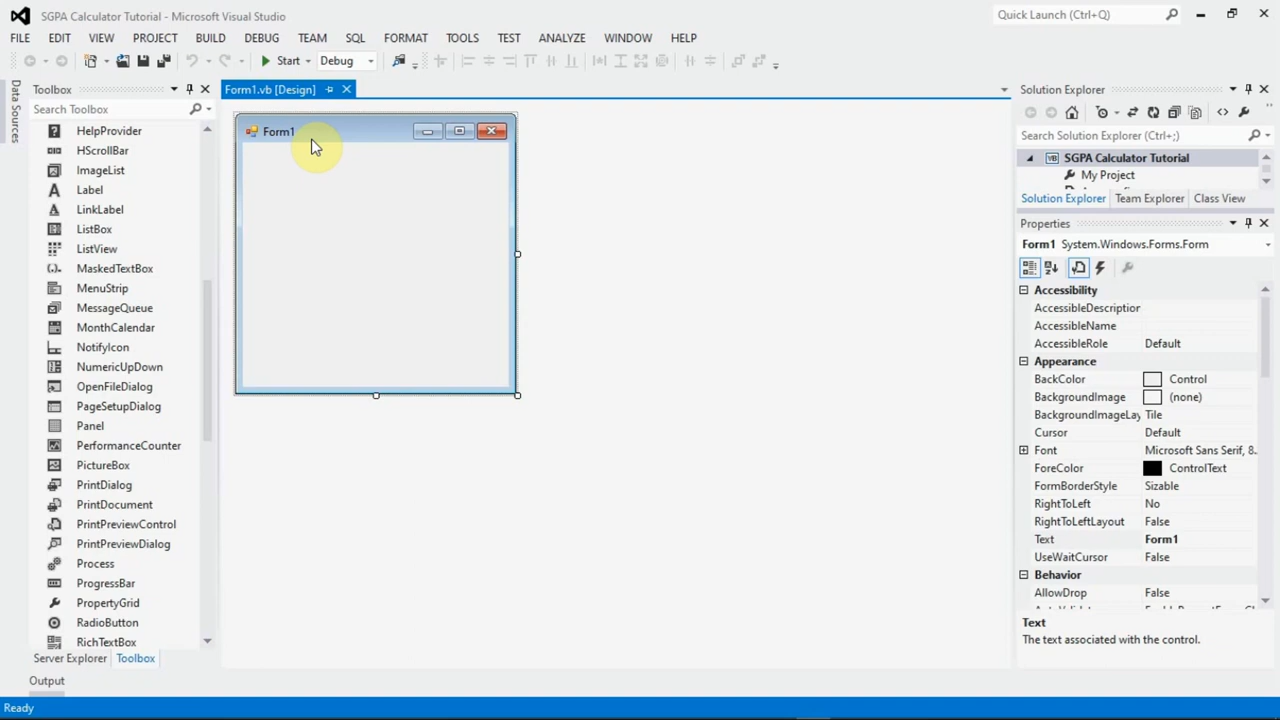 SGPA Calculator Tutorial - Microsoft Visual Studio
Quick Launch (Ctrl+Q)
FILE EDIT VIEW PROJECT BUILD DEBUG TEAM SQL FORMAT TOOLS TEST ANALYZE WINDOW HELP
Start Debug
Data Sources
Toolbox
Search Toolbox
HelpProvider
HScrollBar
ImageList
Label
LinkLabel
ListBox
ListView
MaskedTextBox
MenuStrip
MessageQueue
MonthCalendar
NotifyIcon
NumericUpDown
OpenFileDialog
PageSetupDialog
Panel
PerformanceCounter
PictureBox
PrintDialog
PrintDocument
PrintPreviewControl
PrintPreviewDialog
Process
ProgressBar
PropertyGrid
RadioButton
RichTextBox
Server Explorer Toolbox
Form1.vb [Design]
Form1
Solution Explorer
Search Solution Explorer (Ctrl+;)
VB SGPA Calculator Tutorial
My Project
Solution Explorer Team Explorer Class View
Properties
Form1 System.Windows.Forms.Form
Accessibility
AccessibleDescription
AccessibleName
AccessibleRole Default
Appearance
BackColor Control
BackgroundImage (none)
BackgroundImageLay Tile
Cursor Default
Font Microsoft Sans Serif, 8...
ForeColor ControlText
FormBorderStyle Sizable
RightToLeft No
RightToLeftLayout False
Text Form1
UseWaitCursor False
Behavior
AllowDrop False
Text
The text associated with the control.
Output
Ready